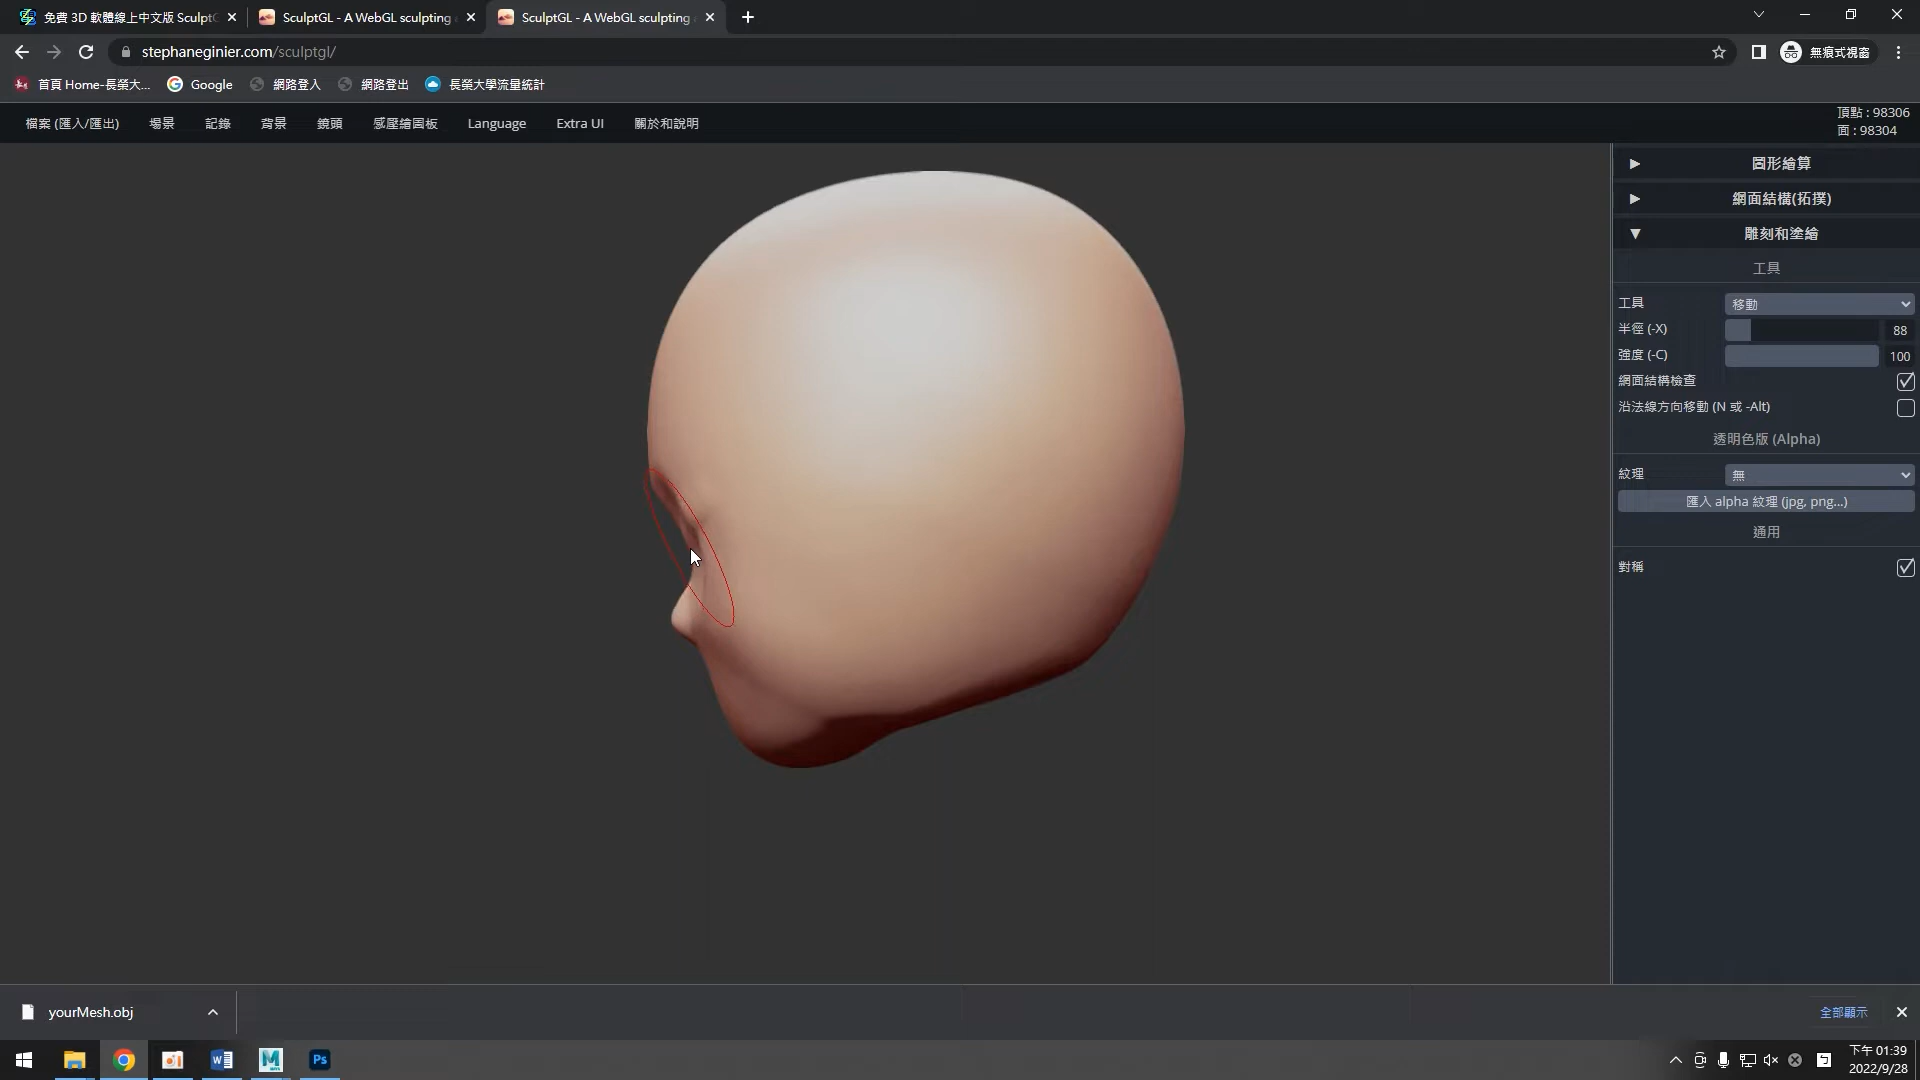 免費 3D 軟體線上中文版 Sculpt
SculptGL - A WebGL sculpting
SculptGL - A WebGL sculpting
stephaneginier.com/sculptgl/
無痕式視窗
首頁 Home-長榮大...
Google
網路登入
網路登出
長榮大學流量統計
檔案 (匯入/匯出)
場景
記錄
背景
鏡頭
感壓繪圖板
Language
Extra UI
關於和說明
頂點 : 98306
面 : 98304
圖形繪算
網面結構(拓撲)
雕刻和塗繪
工具
工具
移動
半徑 (-X)
88
強度 (-C)
100
網面結構檢查
沿法線方向移動 (N 或 -Alt)
透明色版 (Alpha)
紋理
無
匯入 alpha 紋理 (jpg, png...)
通用
對稱
yourMesh.obj
全部顯示
W
M
Ps
ㄅ
下午 01:39
2022/9/28